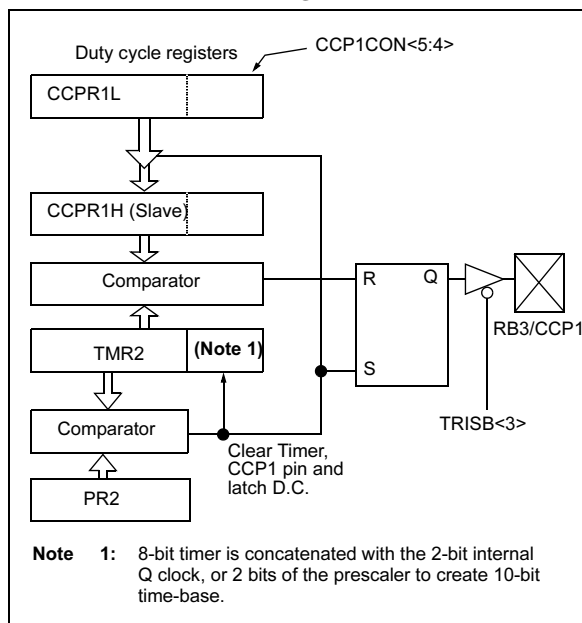 Duty cycle registers
CCP1CON<5:4>
CCPR1L
CCPR1H (Slave)
Comparator
R
Q
RB3/CCP1
TMR2
(Note 1)
S
TRISB<3>
Comparator
Clear Timer,
CCP1 pin and
latch D.C.
PR2
Note 1: 8-bit timer is concatenated with the 2-bit internal
Q clock, or 2 bits of the prescaler to create 10-bit
time-base.